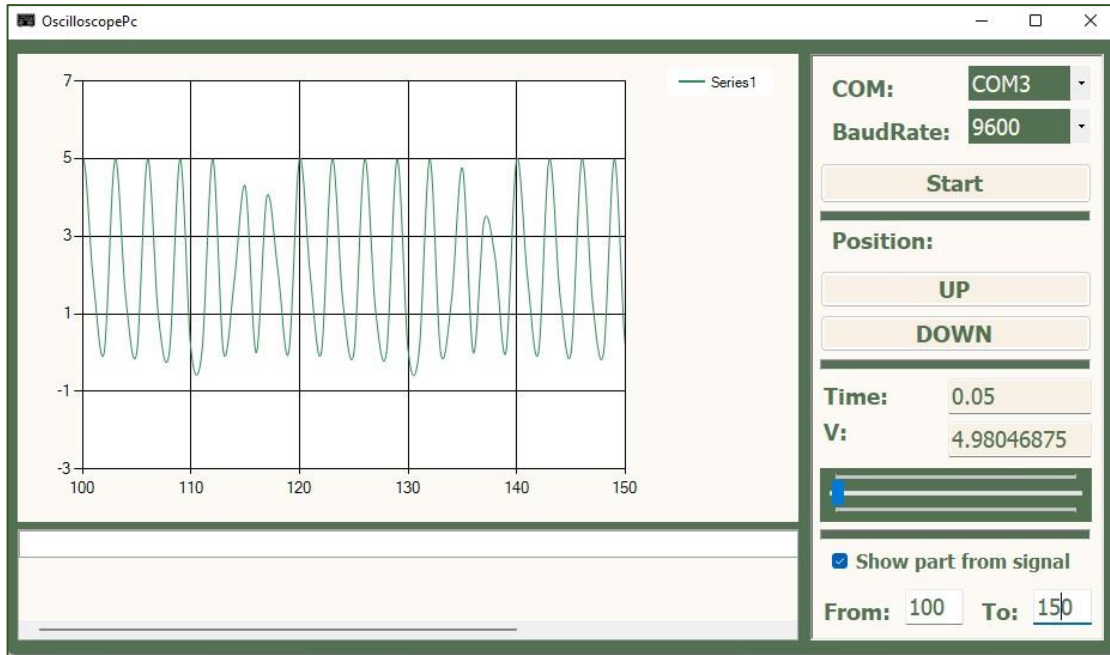 OscilloscopePc
7
5
3
1
-1
-3
100 110 120 130 140 150
Series1
COM: COM3
BaudRate: 9600
Start
Position:
UP
DOWN
Time: 0.05
V: 4.98046875
Show part from signal
From: 100 To: 150